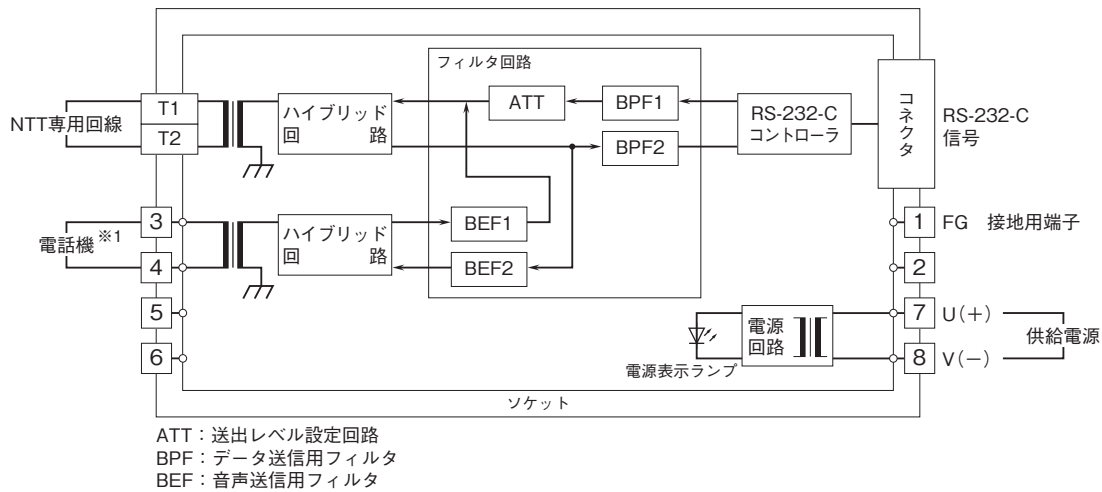 フィルタ回路
T1
T2
NTT専用回線
ハイブリッド
回 路
ATT
BPF1
BPF2
RS-232-C
コントローラ
コネクタ
RS-232-C
信号
3
4
電話機※1
ハイブリッド
回 路
BEF1
BEF2
1
FG 接地用端子
2
5
6
電源
回路
電源表示ランプ
7
U(+)
8
V(−)
供給電源
ソケット
ATT:送出レベル設定回路
BPF:データ送信用フィルタ
BEF:音声送信用フィルタ